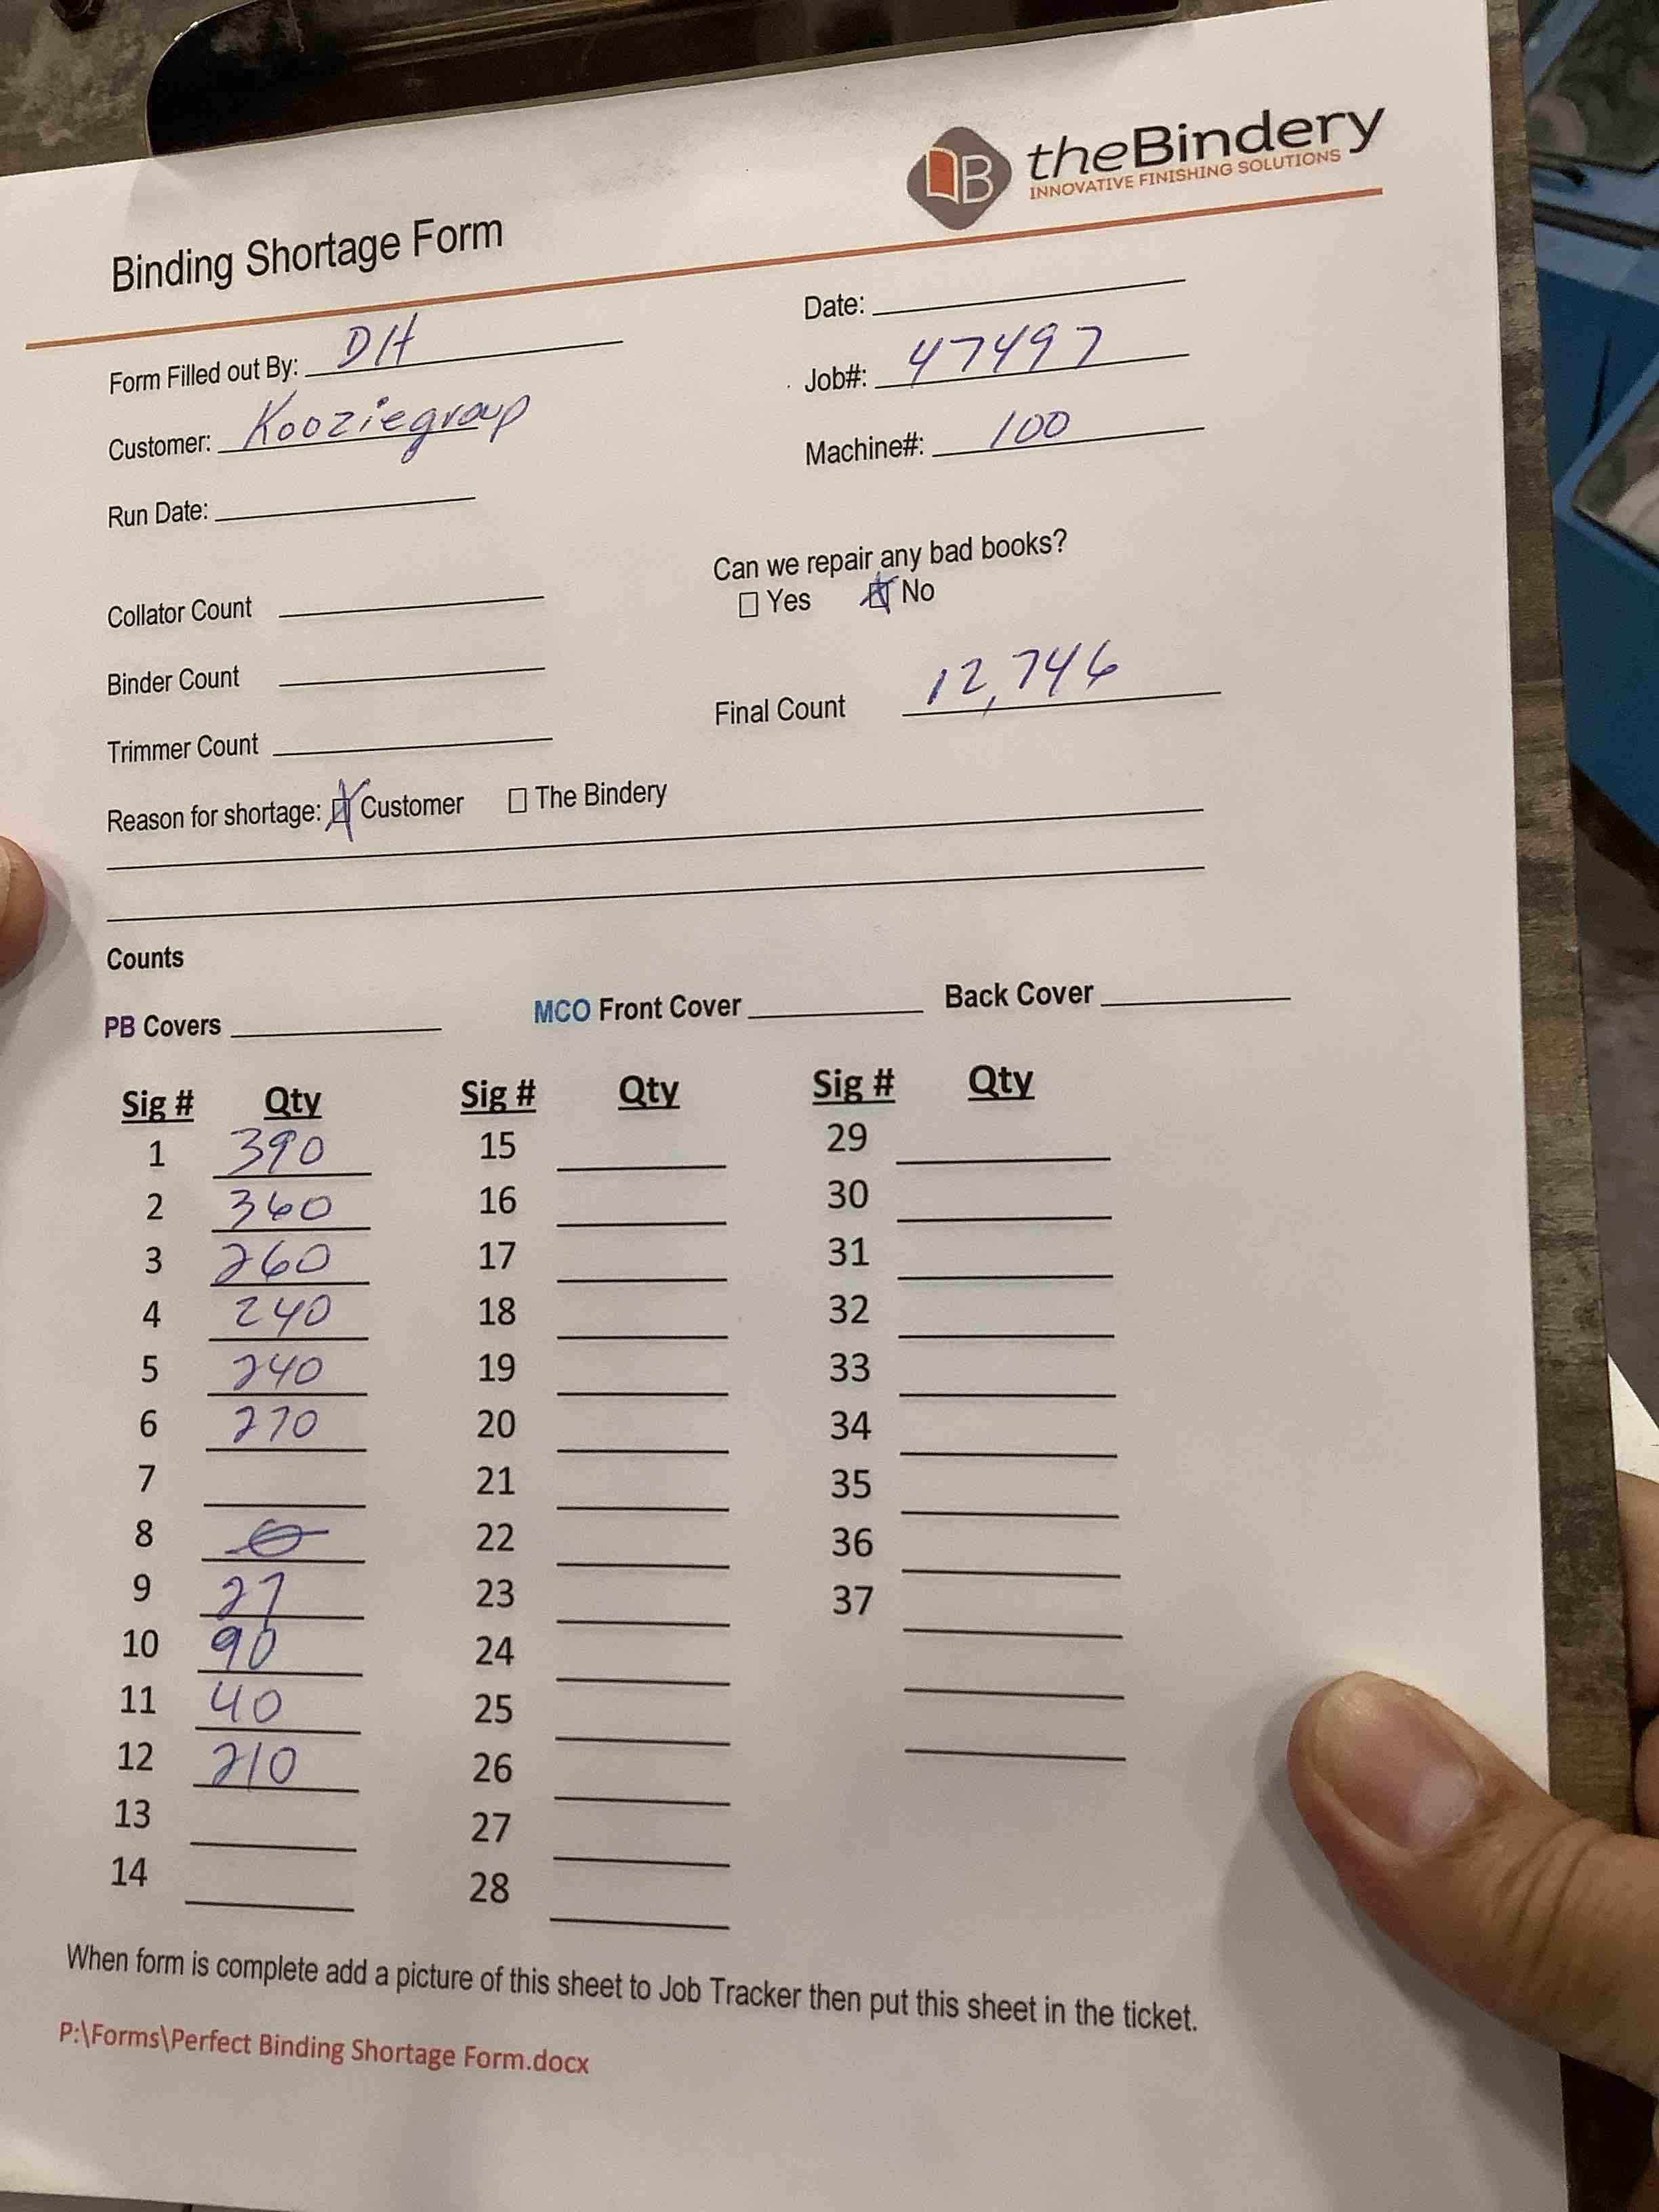 theBindery
INNOVATIVE FINISHING SOLUTIONS
Binding Shortage Form
Form Filled out By: DH
Date:
Customer: Kooziegroup
Job#: 47497
Run Date:
Machine#: 100
Can we repair any bad books?
Yes No
Collator Count
Binder Count
Final Count 12,746
Trimmer Count
Reason for shortage: Customer The Bindery
Counts
PB Covers MCO Front Cover Back Cover
Sig # Qty Sig # Qty Sig # Qty
1 390 15 29
2 360 16 30
3 260 17 31
4 240 18 32
5 240 19 33
6 270 20 34
7 21 35
8 0 22 36
9 27 23 37
10 90 24
11 40 25
12 210 26
13 27
14 28
When form is complete add a picture of this sheet to Job Tracker then put this sheet in the ticket.
P:\Forms\Perfect Binding Shortage Form.docx